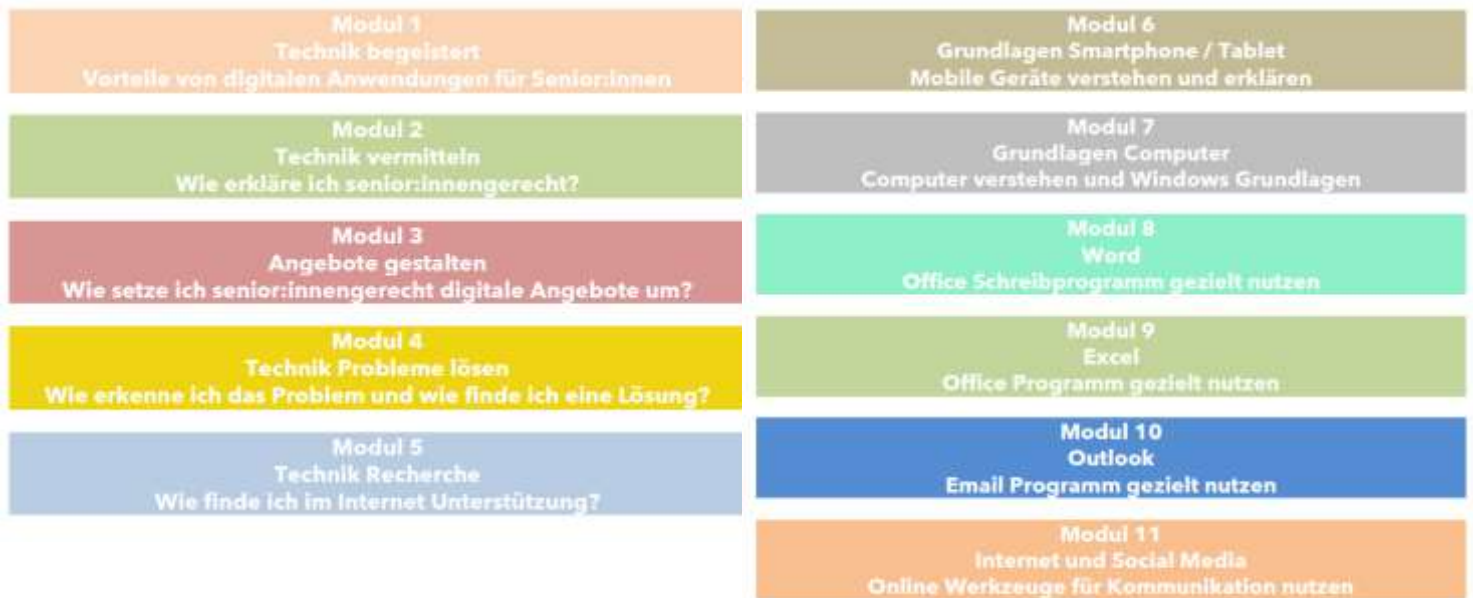 Modul 1
Technik begeistert
Vorteile von digitalen Anwendungen für Senior:innen
Modul 2
Technik vermitteln
Wie erkläre ich senior:innengerecht?
Modul 3
Angebote gestalten
Wie setze ich senior:innengerecht digitale Angebote um?
Modul 4
Technik Probleme lösen
Wie erkenne ich das Problem und wie finde ich eine Lösung?
Modul 5
Technik Recherche
Wie finde ich im Internet Unterstützung?
Modul 6
Grundlagen Smartphone / Tablet
Mobile Geräte verstehen und erklären
Modul 7
Grundlagen Computer
Computer verstehen und Windows Grundlagen
Modul 8
Word
Office Schreibprogramm gezielt nutzen
Modul 9
Excel
Office Programm gezielt nutzen
Modul 10
Outlook
Email Programm gezielt nutzen
Modul 11
Internet und Social Media
Online Werkzeuge für Kommunikation nutzen